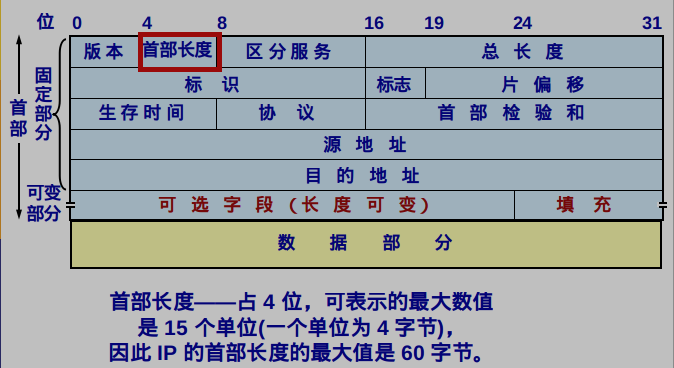 位 0 4 8 16 19 24 31
版本 首部长度 区分服务 总长度
标识 标志 片偏移
生存时间 协议 首部检验和
源地址
目的地址
可选字段（长度可变） 填充
数据部分
首部
固定部分
可变部分
首部长度——占 4 位，可表示的最大数值
是 15 个单位(一个单位为 4 字节)，
因此 IP 的首部长度的最大值是 60 字节。